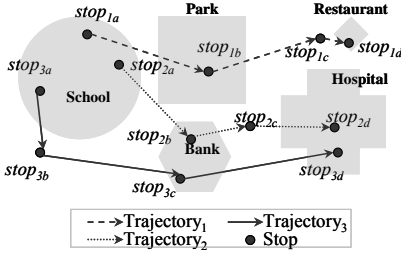 Park
Restaurant
stop1a
stop1b
stop1c
stop1d
stop3a
stop2a
School
Hospital
stop2c
stop2d
stop2b
Bank
stop3b
stop3c
stop3d
Trajectory1
Trajectory3
Trajectory2
Stop